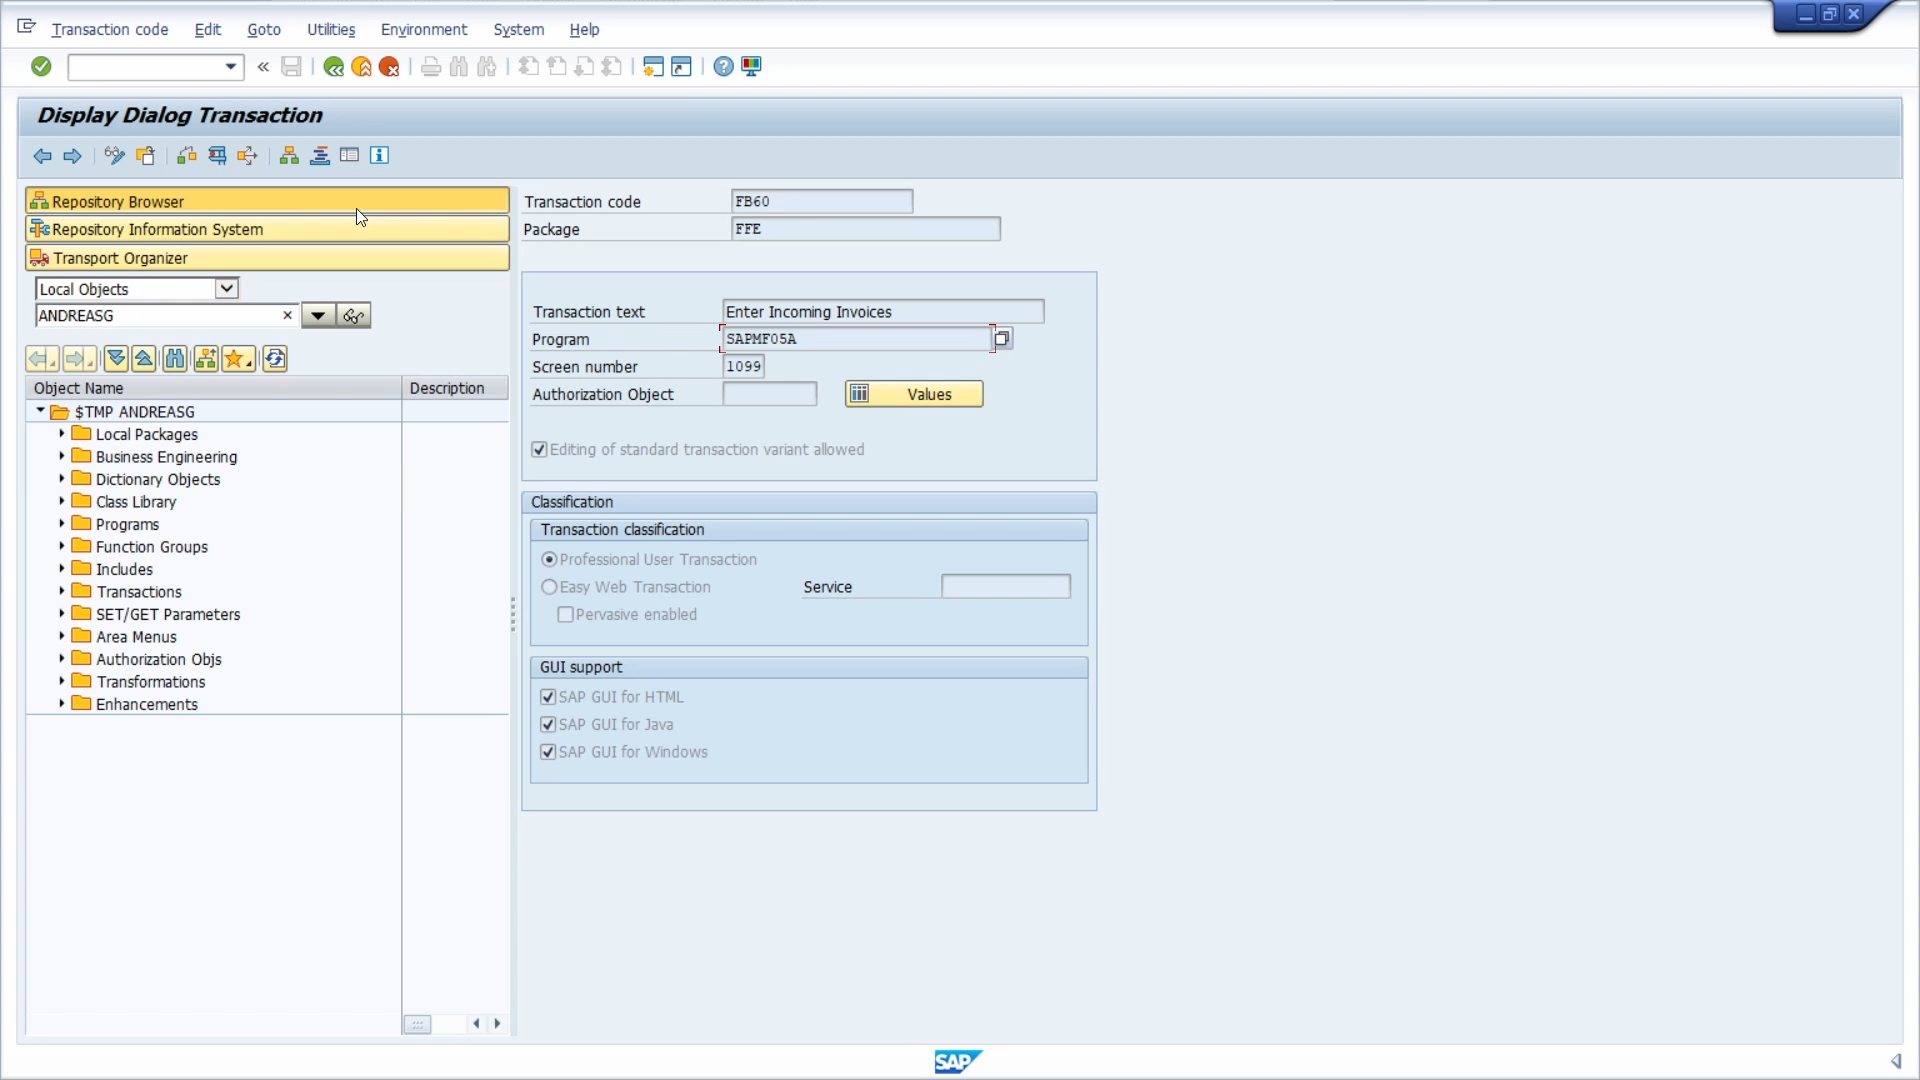 Transaction code Edit Goto Utilities Environment System Help
Display Dialog Transaction
Repository Browser
Repository Information System
Transport Organizer
Local Objects
ANDREASG
Object Name Description
$TMP ANDREASG
Local Packages
Business Engineering
Dictionary Objects
Class Library
Programs
Function Groups
Includes
Transactions
SET/GET Parameters
Area Menus
Authorization Objs
Transformations
Enhancements
Transaction code FB60
Package FFE
Transaction text Enter Incoming Invoices
Program SAPMF05A
Screen number 1099
Authorization Object Values
Editing of standard transaction variant allowed
Classification
Transaction classification
Professional User Transaction
Easy Web Transaction Service
Pervasive enabled
GUI support
SAP GUI for HTML
SAP GUI for Java
SAP GUI for Windows
SAP